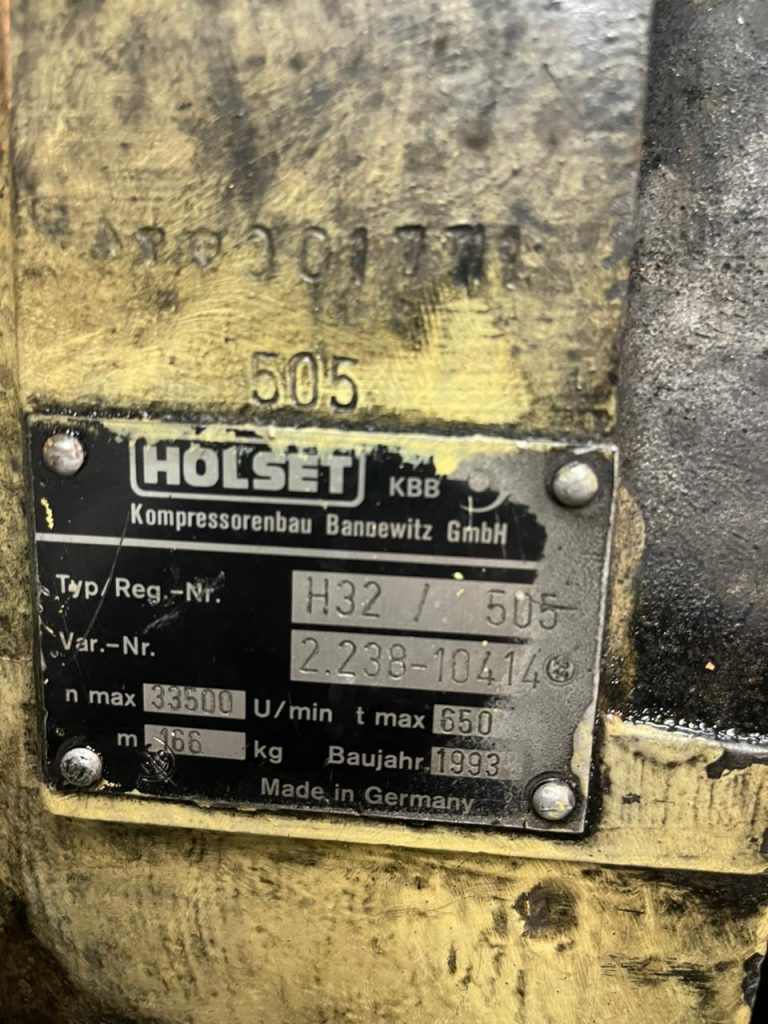 505
HOLSET KBB
Kompressorenbau Bannewitz GmbH
Typ/Reg.-Nr. H32 / 505
Var.-Nr. 2.238-10414
n max 33500 U/min t max 650
m 166 kg Baujahr 1993
Made in Germany